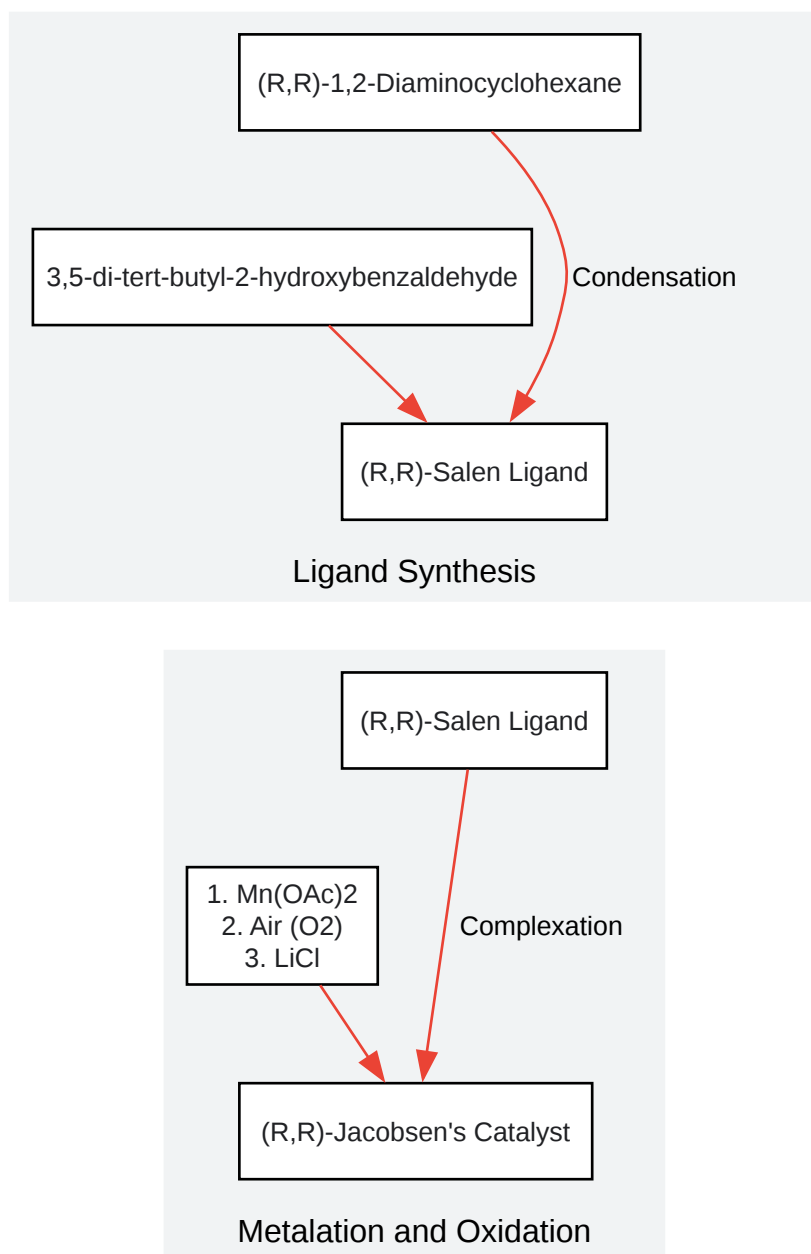 (R,R)-1,2-Diaminocyclohexane
3,5-di-tert-butyl-2-hydroxybenzaldehyde
Condensation
(R,R)-Salen Ligand
Ligand Synthesis
(R,R)-Salen Ligand
1. Mn(OAc)2
2. Air (O2)
3. LiCl
Complexation
(R,R)-Jacobsen's Catalyst
Metalation and Oxidation